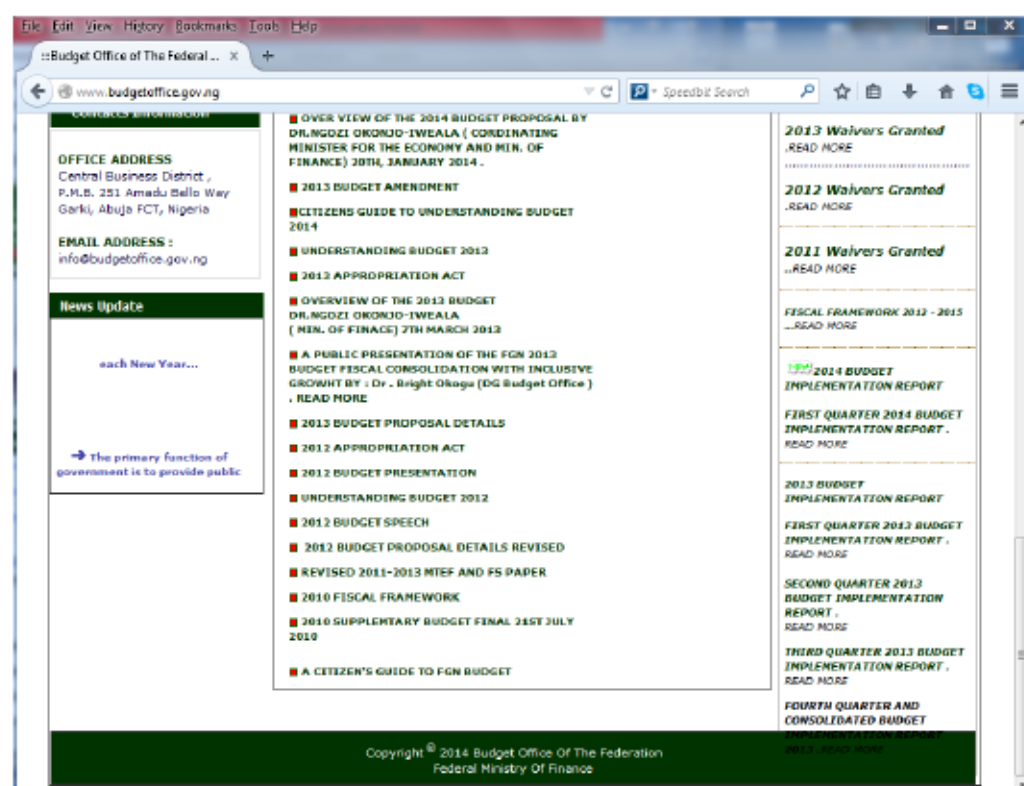 File Edit View History Bookmarks Tools Help
:::Budget Office of The Federal ... x +
www.budgetoffice.gov.ng
Speedbit Search
Contacts Information
OFFICE ADDRESS
Central Business District ,
P.M.B. 251 Amadu Bello Way
Garki, Abuja FCT, Nigeria
EMAIL ADDRESS :
info@budgetoffice.gov.ng
News Update
each New Year...
The primary function of
government is to provide public
OVER VIEW OF THE 2014 BUDGET PROPOSAL BY
DR.NGOZI OKONJO-IWEALA ( CORDINATING
MINISTER FOR THE ECONOMY AND MIN. OF
FINANCE) 20TH, JANUARY 2014 .
2013 BUDGET AMENDMENT
CITIZENS GUIDE TO UNDERSTANDING BUDGET
2014
UNDERSTANDING BUDGET 2013
2013 APPROPRIATION ACT
OVERVIEW OF THE 2013 BUDGET
DR.NGOZI OKONJO-IWEALA
( MIN. OF FINACE) 7TH MARCH 2013
A PUBLIC PRESENTATION OF THE FGN 2013
BUDGET FISCAL CONSOLIDATION WITH INCLUSIVE
GROWHT BY : Dr . Bright Okogu (DG Budget Office )
. READ MORE
2013 BUDGET PROPOSAL DETAILS
2012 APPROPRIATION ACT
2012 BUDGET PRESENTATION
UNDERSTANDING BUDGET 2012
2012 BUDGET SPEECH
2012 BUDGET PROPOSAL DETAILS REVISED
REVISED 2011-2013 MTEF AND FS PAPER
2010 FISCAL FRAMEWORK
2010 SUPPLEMTARY BUDGET FINAL 21ST JULY
2010
A CITIZEN'S GUIDE TO FGN BUDGET
2013 Waivers Granted
.READ MORE
2012 Waivers Granted
.READ MORE
2011 Waivers Granted
..READ MORE
FISCAL FRAMEWORK 2012 - 2015
...READ MORE
2014 BUDGET
IMPLEMENTATION REPORT
FIRST QUARTER 2014 BUDGET
IMPLEMENTATION REPORT .
READ MORE
2013 BUDGET
IMPLEMENTATION REPORT
FIRST QUARTER 2013 BUDGET
IMPLEMENTATION REPORT .
READ MORE
SECOND QUARTER 2013
BUDGET IMPLEMENTATION
REPORT .
READ MORE
THIRD QUARTER 2013 BUDGET
IMPLEMENTATION REPORT .
READ MORE
FOURTH QUARTER AND
CONSOLIDATED BUDGET
IMPLEMENTATION REPORT
2013 .READ MORE
Copyright © 2014 Budget Office Of The Federation
Federal Ministry Of Finance